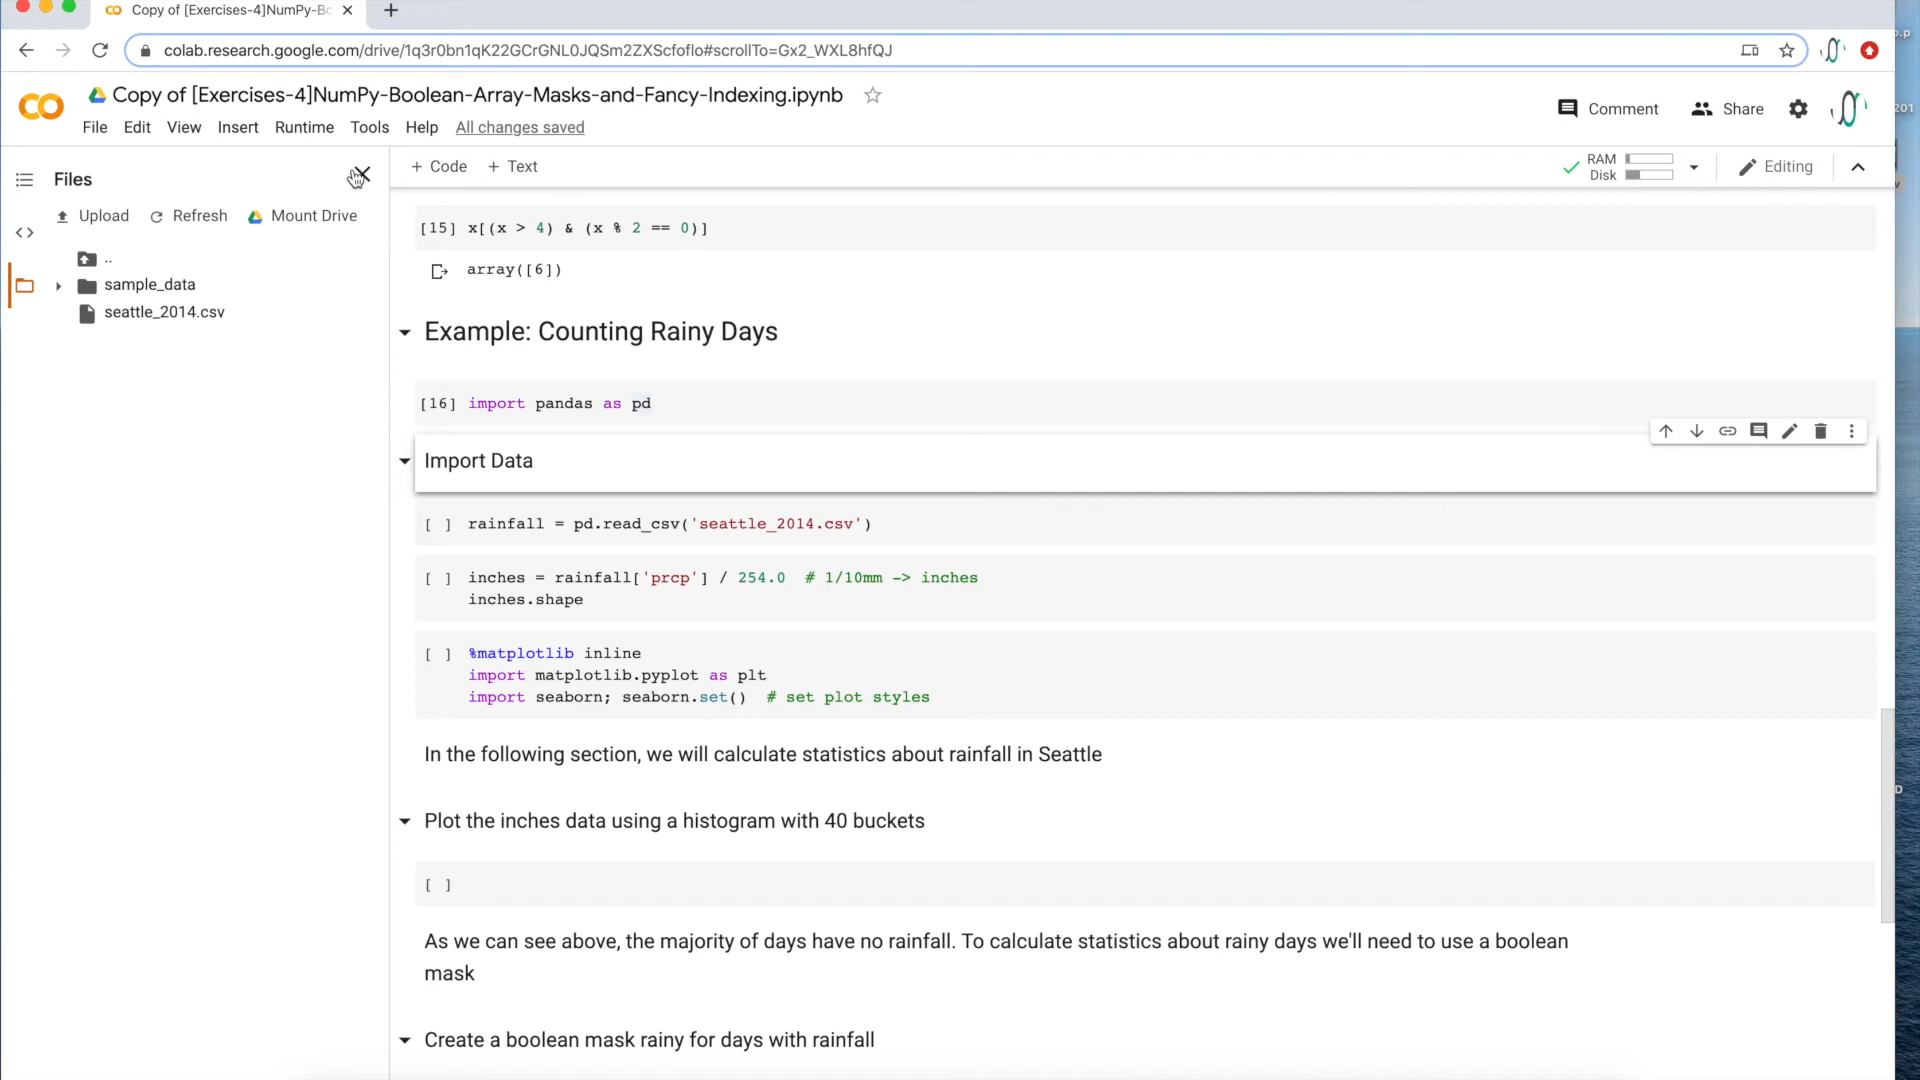 Copy of [Exercises-4]NumPy-Bo
colab.research.google.com/drive/1q3r0bn1qK22GCrGNL0JQSm2ZXScfoflo#scrollTo=Gx2_WXL8hfQJ
Copy of [Exercises-4]NumPy-Boolean-Array-Masks-and-Fancy-Indexing.ipynb
Comment Share
File Edit View Insert Runtime Tools Help All changes saved
Files
+ Code + Text
RAM
Disk
Editing
Upload Refresh Mount Drive
..
sample_data
seattle_2014.csv
[15] x[(x > 4) & (x % 2 == 0)]
array([6])
Example: Counting Rainy Days
[16] import pandas as pd
Import Data
[ ] rainfall = pd.read_csv('seattle_2014.csv')
[ ] inches = rainfall['prcp'] / 254.0 # 1/10mm -> inches
inches.shape
[ ] %matplotlib inline
import matplotlib.pyplot as plt
import seaborn; seaborn.set() # set plot styles
In the following section, we will calculate statistics about rainfall in Seattle
Plot the inches data using a histogram with 40 buckets
[ ]
As we can see above, the majority of days have no rainfall. To calculate statistics about rainy days we'll need to use a boolean
mask
Create a boolean mask rainy for days with rainfall